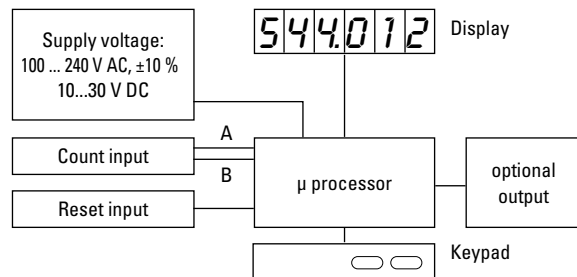 Supply voltage:
100 ... 240 V AC, ±10 %
10...30 V DC
544.012
Display
Count input
A
B
Reset input
µ processor
optional
output
Keypad